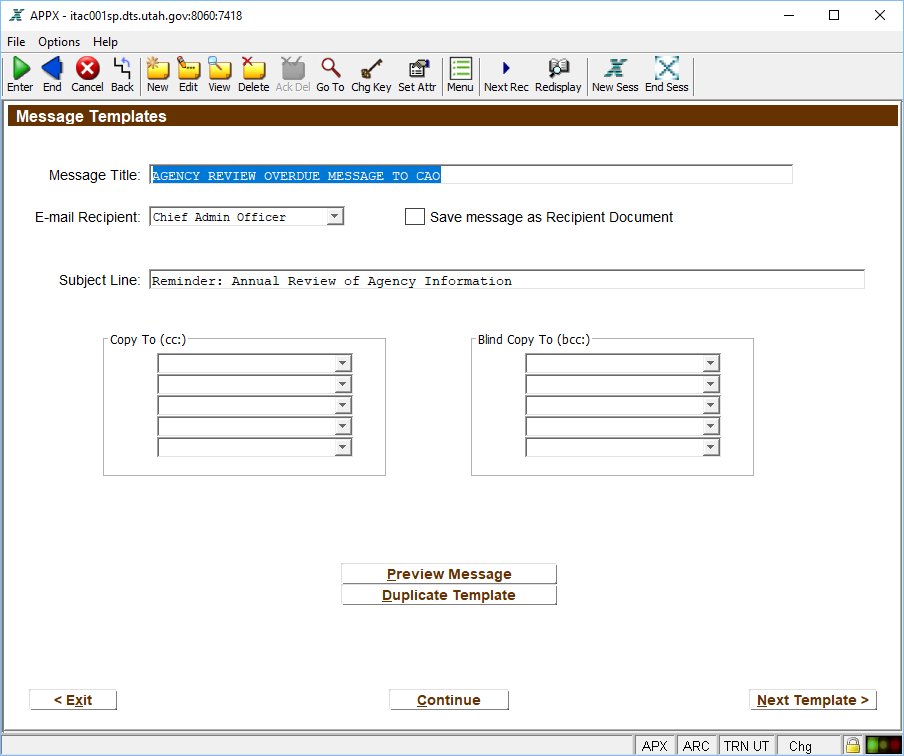 APPX - itac001sp.dts.utah.gov:8060:7418
File Options Help
Enter End Cancel Back New Edit View Delete Ack Del Go To Chg Key Set Attr Menu Next Rec Redisplay New Sess End Sess
Message Templates
Message Title: AGENCY REVIEW OVERDUE MESSAGE TO CAO
E-mail Recipient: Chief Admin Officer Save message as Recipient Document
Subject Line: Reminder: Annual Review of Agency Information
Copy To (cc:) Blind Copy To (bcc:)
Preview Message
Duplicate Template
< Exit Continue Next Template >
APPX ARC TRN UT Chg